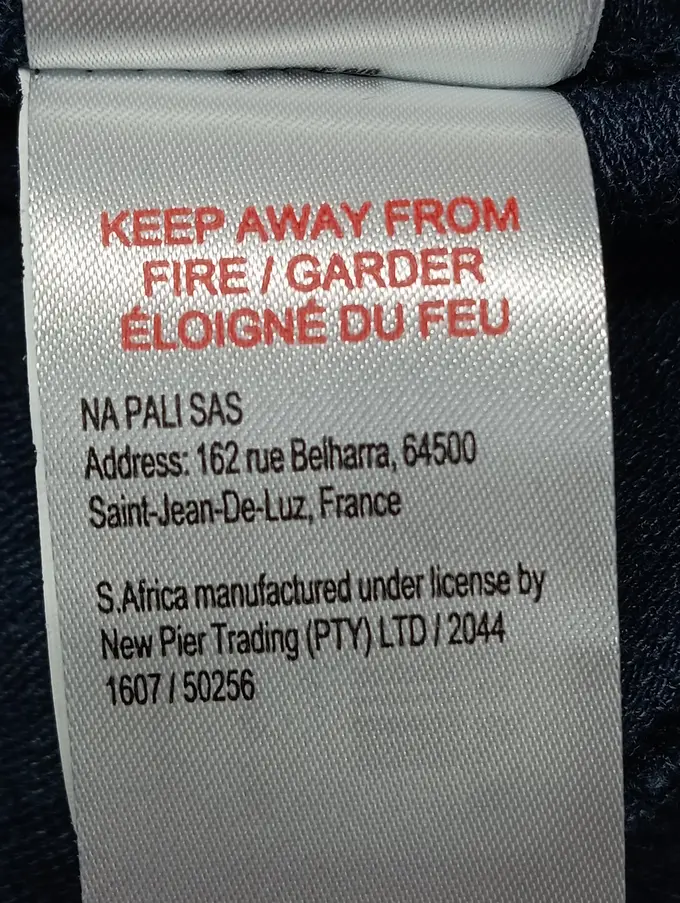 KEEP AWAY FROM
FIRE / GARDER
ÉLOIGNÉ DU FEU
NA PALI SAS
Address: 162 rue Belharra, 64500
Saint-Jean-De-Luz, France
S.Africa manufactured under license by
New Pier Trading (PTY) LTD / 2044
1607 / 50256